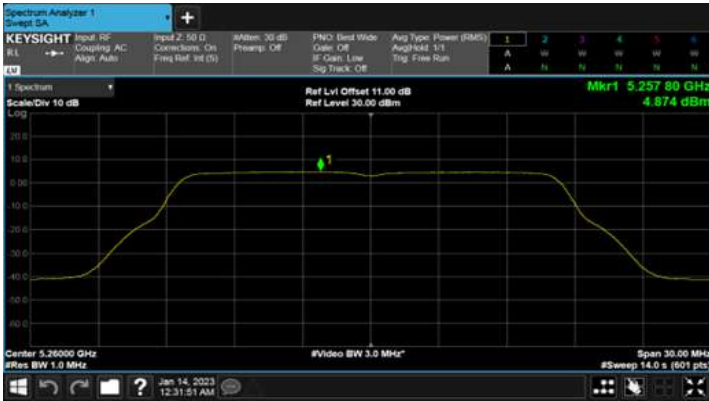 Spectrum Analyzer 1
Swept SA
+
KEYSIGHT Input: RF Input Z: 50 Ω #Atten: 30 dB PNO: Best Wide Avg Type: Power (RMS) 1 2 3 4 5 6
RL Coupling: AC Corrections: On Preamp: Off Gate: Off Avg|Hold: 1/1 A W W W W W
Align: Auto Freq Ref: Int (S) IF Gain: Low Trig: Free Run
LXI Sig Track: Off A N N N N N
1 Spectrum Ref Lvl Offset 11.00 dB Mkr1 5.257 80 GHz
Scale/Div 10 dB Ref Level 30.00 dBm 4.874 dBm
Log
20.0
10.0
1
0.00
-10.0
-20.0
-30.0
-40.0
-50.0
-60.0
Center 5.26000 GHz #Video BW 3.0 MHz* Span 30.00 MHz
#Res BW 1.0 MHz #Sweep 14.0 s (601 pts)
? Jan 14, 2023
12:31:51 AM